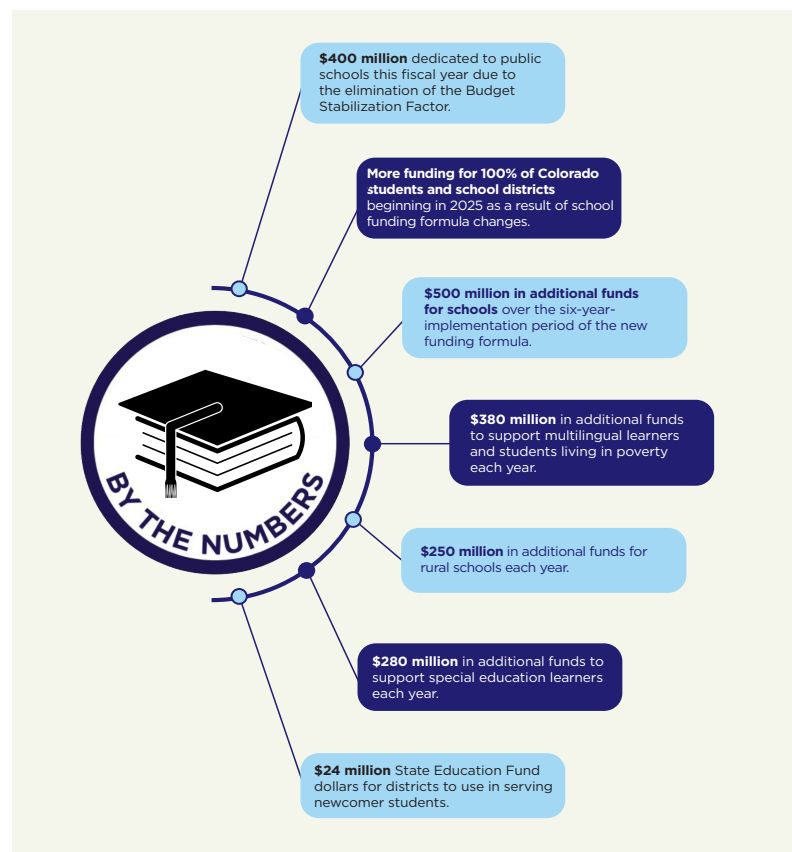 $400 million dedicated to public
schools this fiscal year due to
the elimination of the Budget
Stabilization Factor.
More funding for 100% of Colorado
students and school districts
beginning in 2025 as a result of school
funding formula changes.
$500 million in additional funds
for schools over the six-year-
implementation period of the new
funding formula.
$380 million in additional funds
to support multilingual learners
and students living in poverty
each year.
BY THE NUMBERS
$250 million in additional funds for
rural schools each year.
$280 million in additional funds to
support special education learners
each year.
$24 million State Education Fund
dollars for districts to use in serving
newcomer students.